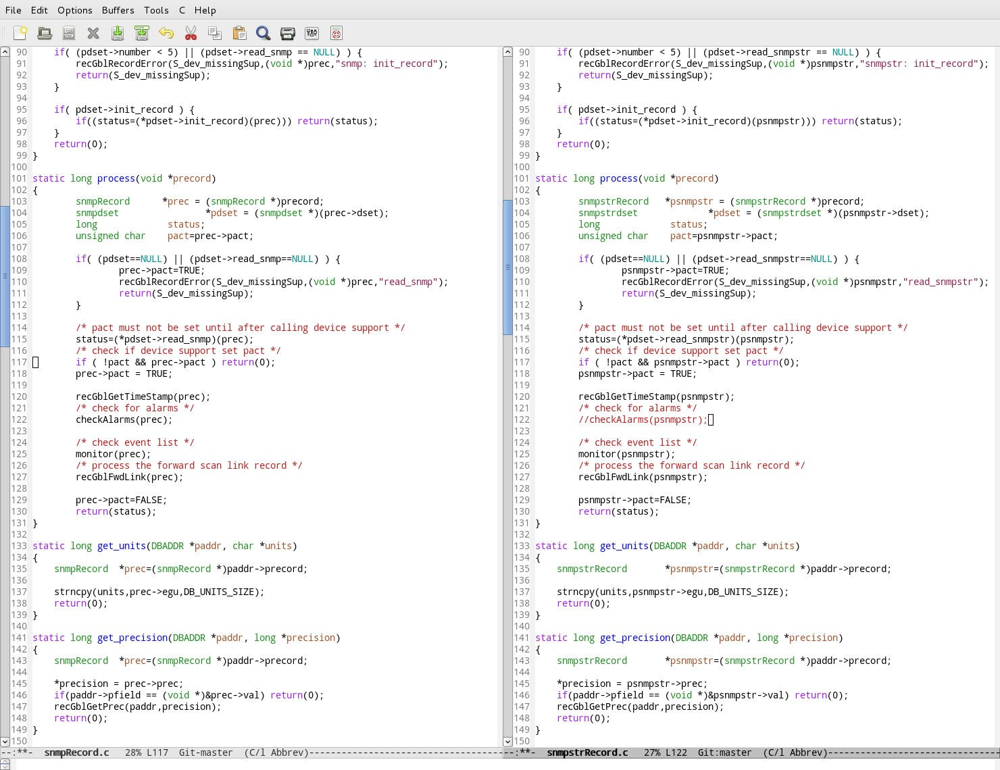 File Edit Options Buffers Tools C Help
90     if( (pdset->number < 5) || (pdset->read_snmp == NULL) ) {
91         recGblRecordError(S_dev_missingSup,(void *)prec,"snmp: init_record");
92         return(S_dev_missingSup);
93     }
94
95     if( pdset->init_record ) {
96         if((status=(*pdset->init_record)(prec))) return(status);
97     }
98     return(0);
99 }
100
101 static long process(void *precord)
102 {
103         snmpRecord      *prec = (snmpRecord *)precord;
104         snmpdset                *pdset = (snmpdset *)(prec->dset);
105         long             status;
106         unsigned char    pact=prec->pact;
107
108         if( (pdset==NULL) || (pdset->read_snmp==NULL) ) {
109                 prec->pact=TRUE;
110                 recGblRecordError(S_dev_missingSup,(void *)prec,"read_snmp");
111                 return(S_dev_missingSup);
112         }
113
114         /* pact must not be set until after calling device support */
115         status=(*pdset->read_snmp)(prec);
116         /* check if device support set pact */
117         if ( !pact && prec->pact ) return(0);
118         prec->pact = TRUE;
119
120         recGblGetTimeStamp(prec);
121         /* check for alarms */
122         checkAlarms(prec);
123
124         /* check event list */
125         monitor(prec);
126         /* process the forward scan link record */
127         recGblFwdLink(prec);
128
129         prec->pact=FALSE;
130         return(status);
131 }
132
133 static long get_units(DBADDR *paddr, char *units)
134 {
135     snmpRecord  *prec=(snmpRecord *)paddr->precord;
136
137     strncpy(units,prec->egu,DB_UNITS_SIZE);
138     return(0);
139 }
140
141 static long get_precision(DBADDR *paddr, long *precision)
142 {
143     snmpRecord  *prec=(snmpRecord *)paddr->precord;
144
145     *precision = prec->prec;
146     if(paddr->pfield == (void *)&prec->val) return(0);
147     recGblGetPrec(paddr,precision);
148     return(0);
149 }
150
--:**-  snmpRecord.c   28% L117  Git-master  (C/l Abbrev)------------------------------------
90     if( (pdset->number < 5) || (pdset->read_snmpstr == NULL) ) {
91         recGblRecordError(S_dev_missingSup,(void *)psnmpstr,"snmpstr: init_record");
92         return(S_dev_missingSup);
93     }
94
95     if( pdset->init_record ) {
96         if((status=(*pdset->init_record)(psnmpstr))) return(status);
97     }
98     return(0);
99 }
100
101 static long process(void *precord)
102 {
103         snmpstrRecord   *psnmpstr = (snmpstrRecord *)precord;
104         snmpstrdset             *pdset = (snmpstrdset *)(psnmpstr->dset);
105         long             status;
106         unsigned char    pact=psnmpstr->pact;
107
108         if( (pdset==NULL) || (pdset->read_snmpstr==NULL) ) {
109                 psnmpstr->pact=TRUE;
110                 recGblRecordError(S_dev_missingSup,(void *)psnmpstr,"read_snmpstr");
111                 return(S_dev_missingSup);
112         }
113
114         /* pact must not be set until after calling device support */
115         status=(*pdset->read_snmpstr)(psnmpstr);
116         /* check if device support set pact */
117         if ( !pact && psnmpstr->pact ) return(0);
118         psnmpstr->pact = TRUE;
119
120         recGblGetTimeStamp(psnmpstr);
121         /* check for alarms */
122         //checkAlarms(psnmpstr);
123
124         /* check event list */
125         monitor(psnmpstr);
126         /* process the forward scan link record */
127         recGblFwdLink(psnmpstr);
128
129         psnmpstr->pact=FALSE;
130         return(status);
131 }
132
133 static long get_units(DBADDR *paddr, char *units)
134 {
135     snmpstrRecord       *psnmpstr=(snmpstrRecord *)paddr->precord;
136
137     strncpy(units,psnmpstr->egu,DB_UNITS_SIZE);
138     return(0);
139 }
140
141 static long get_precision(DBADDR *paddr, long *precision)
142 {
143     snmpstrRecord       *psnmpstr=(snmpstrRecord *)paddr->precord;
144
145     *precision = psnmpstr->prec;
146     if(paddr->pfield == (void *)&psnmpstr->val) return(0);
147     recGblGetPrec(paddr,precision);
148     return(0);
149 }
150
--:**-  snmpstrRecord.c   27% L122  Git:master  (C/l Abbrev)--------------------------------